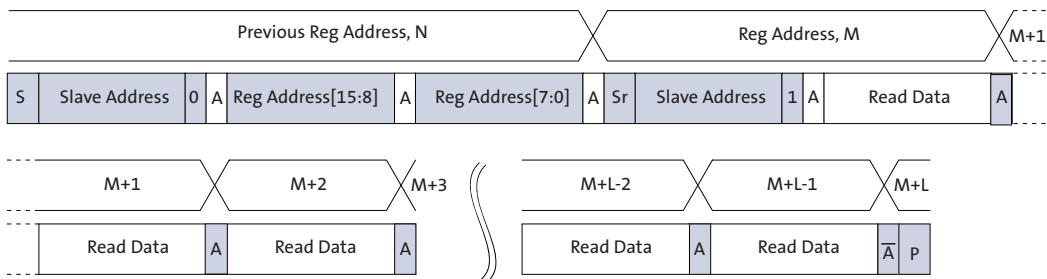 Previous Reg Address, N Reg Address, M M+1
S Slave Address 0 A Reg Address[15:8] A Reg Address[7:0] A Sr Slave Address 1 A Read Data A
M+1 M+2 M+3 M+L-2 M+L-1 M+L
Read Data A Read Data A Read Data A Read Data A̅ P